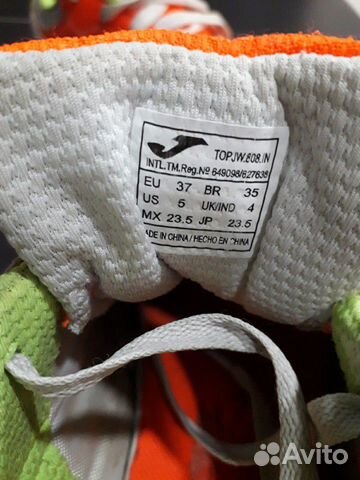 TOPJW.808.IN
INTL.TM.Reg.Nº 649096/627638
EU 37 BR 35
US 5 UK/IND 4
MX 23.5 JP 23.5
MADE IN CHINA / HECHO EN CHINA
Avito